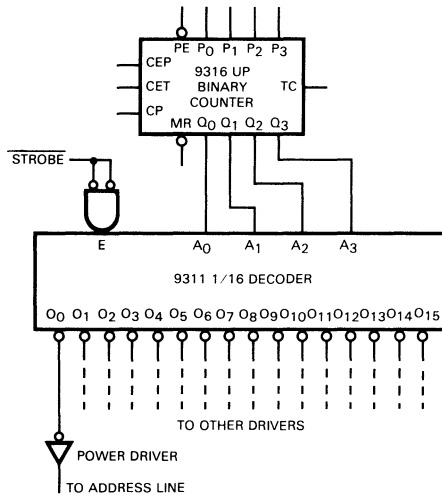 PE P0 P1 P2 P3
CEP
9316 UP
CET
BINARY
TC
COUNTER
CP
MR Q0 Q1 Q2 Q3
STROBE
E A0 A1 A2 A3
9311 1/16 DECODER
O0 O1 O2 O3 O4 O5 O6 O7 O8 O9 O10 O11 O12 O13 O14 O15
TO OTHER DRIVERS
POWER DRIVER
TO ADDRESS LINE